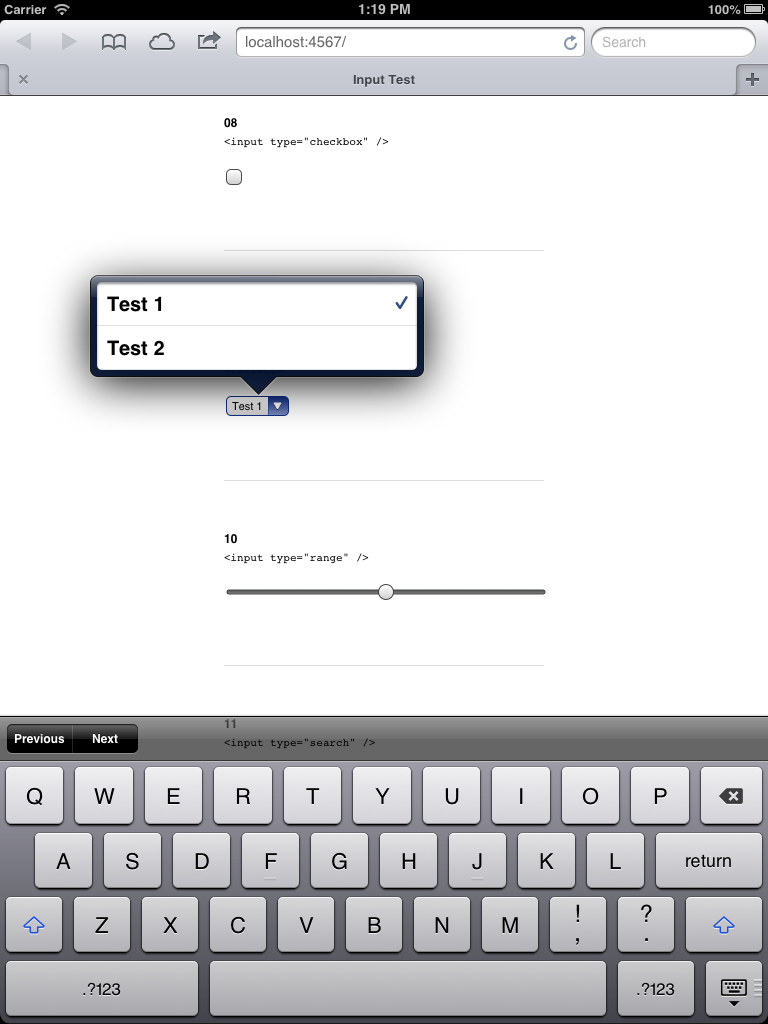 Carrier 1:19 PM 100%
localhost:4567/ Search
Input Test
08
<input type="checkbox" />
Test 1
Test 2
Test 1
10
<input type="range" />
11
<input type="search" />
Previous Next
Q W E R T Y U I O P
A S D F G H J K L return
Z X C V B N M ! , ? .
.?123 .?123